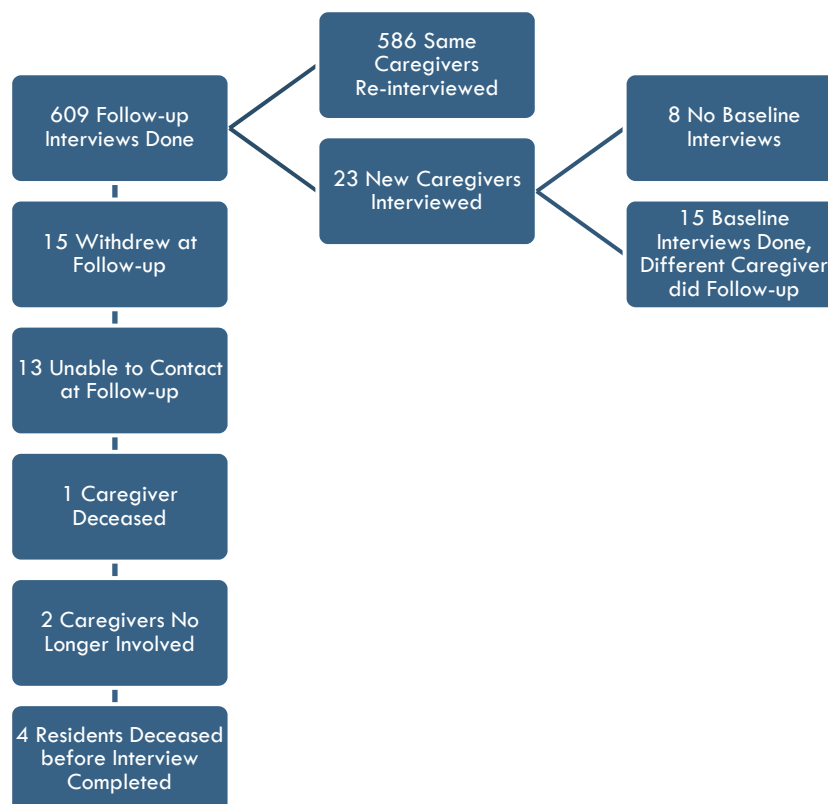 609 Follow-up
Interviews Done
586 Same
Caregivers
Re-interviewed
23 New Caregivers
Interviewed
8 No Baseline
Interviews
15 Baseline
Interviews Done,
Different Caregiver
did Follow-up
15 Withdrew at
Follow-up
13 Unable to Contact
at Follow-up
1 Caregiver
Deceased
2 Caregivers No
Longer Involved
4 Residents Deceased
before Interview
Completed